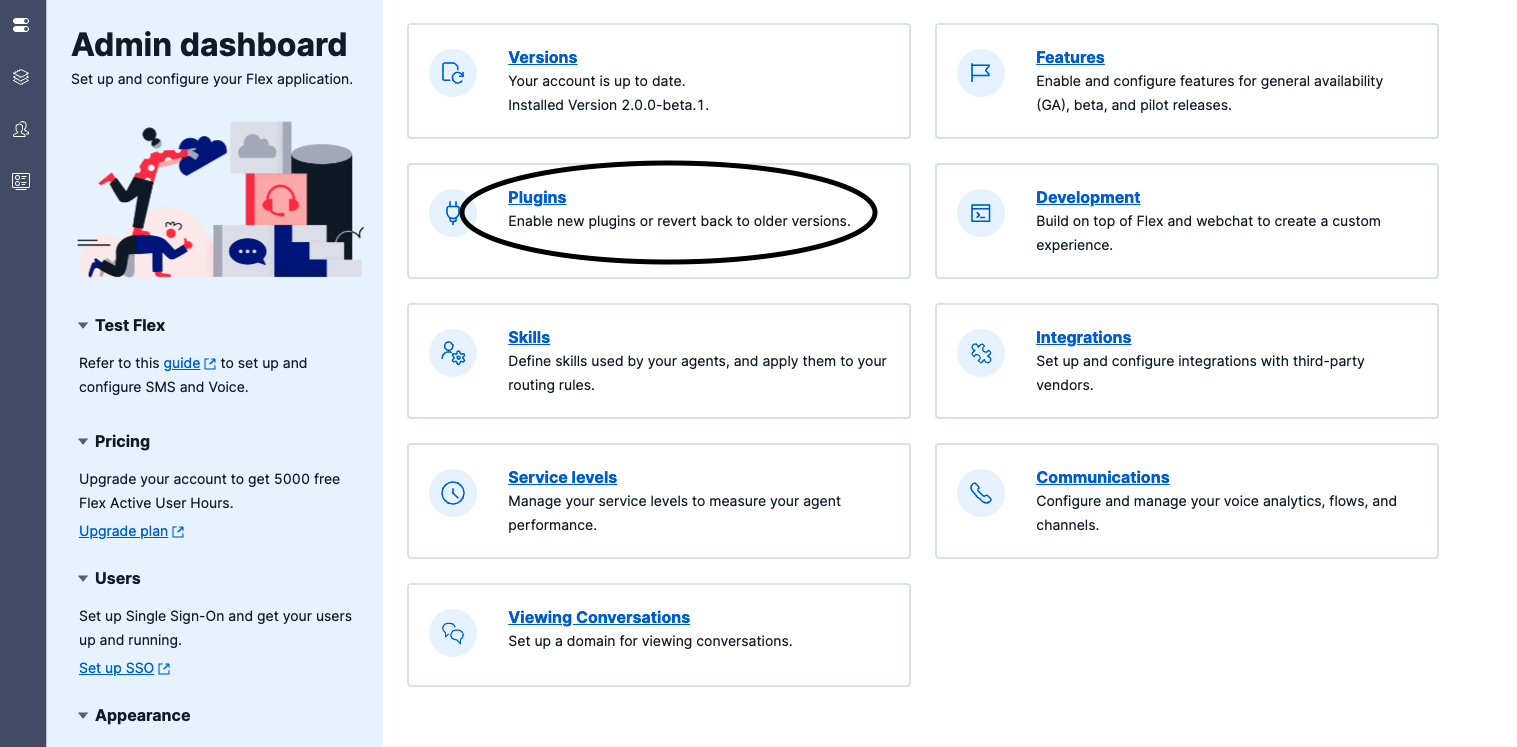 Admin dashboard
Set up and configure your Flex application.
Test Flex
Refer to this guide to set up and
configure SMS and Voice.
Pricing
Upgrade your account to get 5000 free
Flex Active User Hours.
Upgrade plan
Users
Set up Single Sign-On and get your users
up and running.
Set up SSO
Appearance
Versions
Your account is up to date.
Installed Version 2.0.0-beta.1.
Features
Enable and configure features for general availability
(GA), beta, and pilot releases.
Plugins
Enable new plugins or revert back to older versions.
Development
Build on top of Flex and webchat to create a custom
experience.
Skills
Define skills used by your agents, and apply them to your
routing rules.
Integrations
Set up and configure integrations with third-party
vendors.
Service levels
Manage your service levels to measure your agent
performance.
Communications
Configure and manage your voice analytics, flows, and
channels.
Viewing Conversations
Set up a domain for viewing conversations.